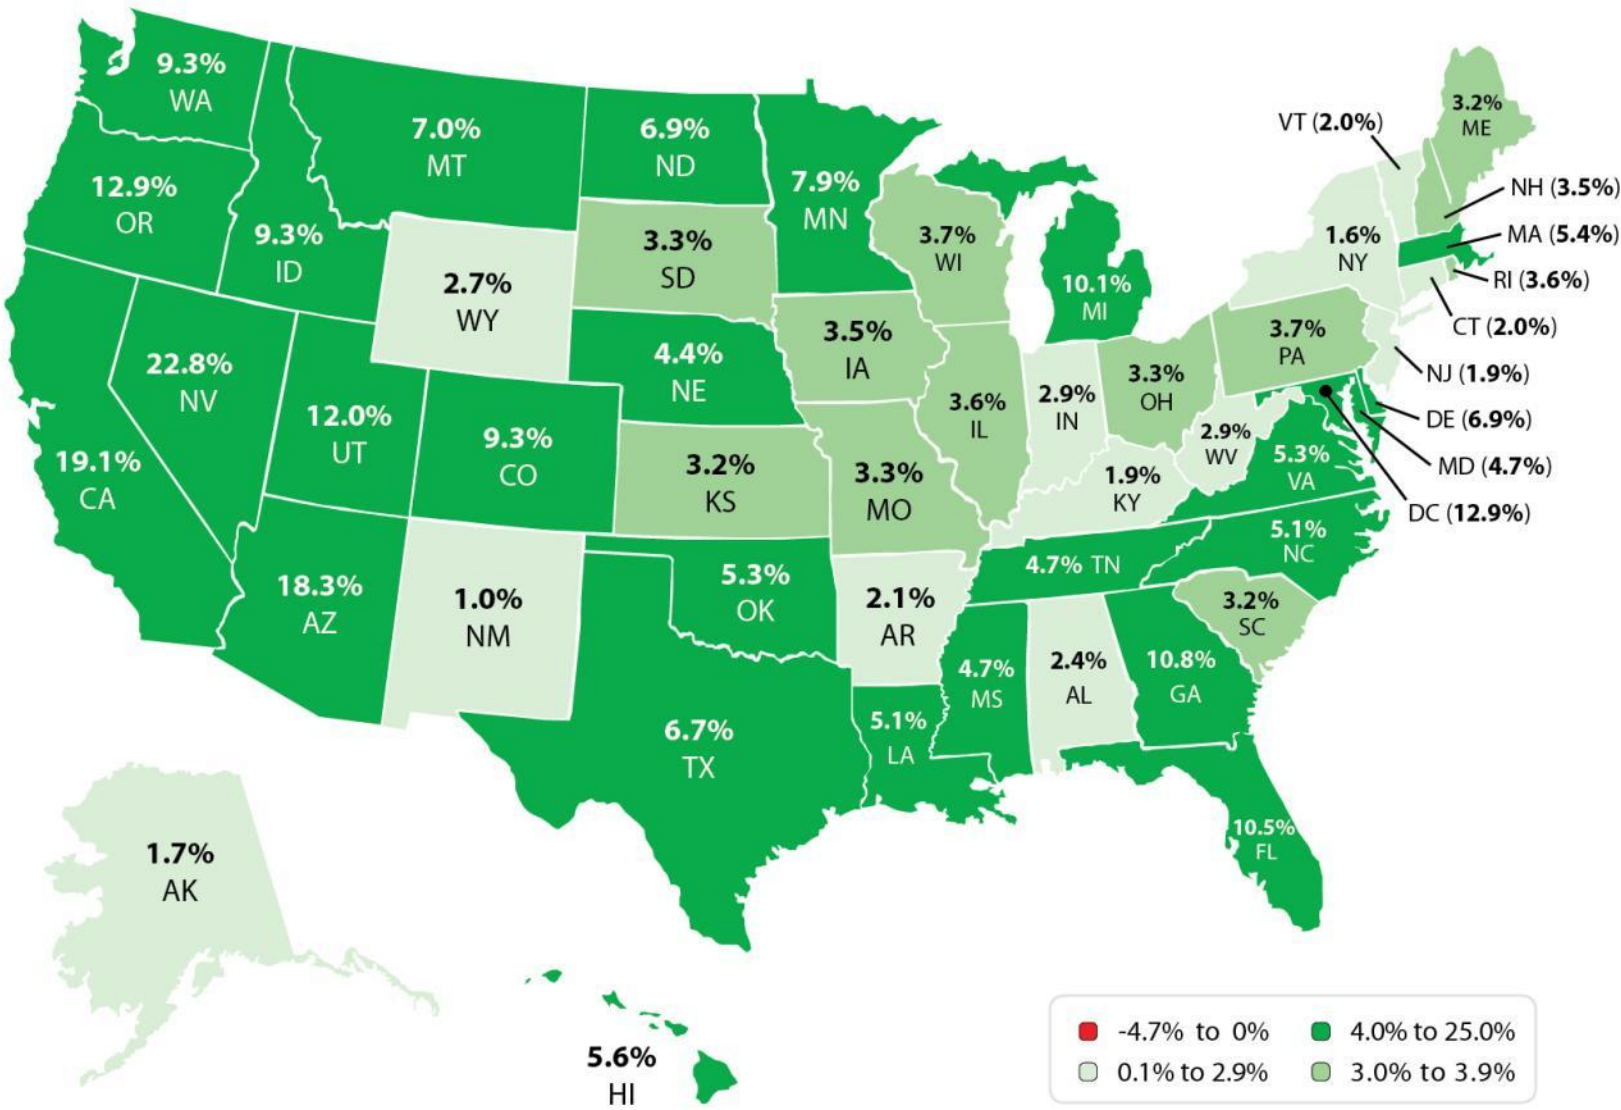 9.3%
WA
7.0%
MT
6.9%
ND
7.9%
MN
12.9%
OR
9.3%
ID
2.7%
WY
3.3%
SD
3.7%
WI
10.1%
MI
VT (2.0%)
3.2%
ME
NH (3.5%)
MA (5.4%)
1.6%
NY
RI (3.6%)
CT (2.0%)
NJ (1.9%)
DE (6.9%)
MD (4.7%)
DC (12.9%)
19.1%
CA
22.8%
NV
12.0%
UT
9.3%
CO
4.4%
NE
3.5%
IA
3.6%
IL
2.9%
IN
3.3%
OH
3.7%
PA
3.2%
KS
3.3%
MO
1.9%
KY
2.9%
WV
5.3%
VA
18.3%
AZ
1.0%
NM
5.3%
OK
2.1%
AR
4.7% TN
5.1%
NC
3.2%
SC
6.7%
TX
5.1%
LA
4.7%
MS
2.4%
AL
10.8%
GA
10.5%
FL
1.7%
AK
5.6%
HI
-4.7% to 0%
4.0% to 25.0%
0.1% to 2.9%
3.0% to 3.9%